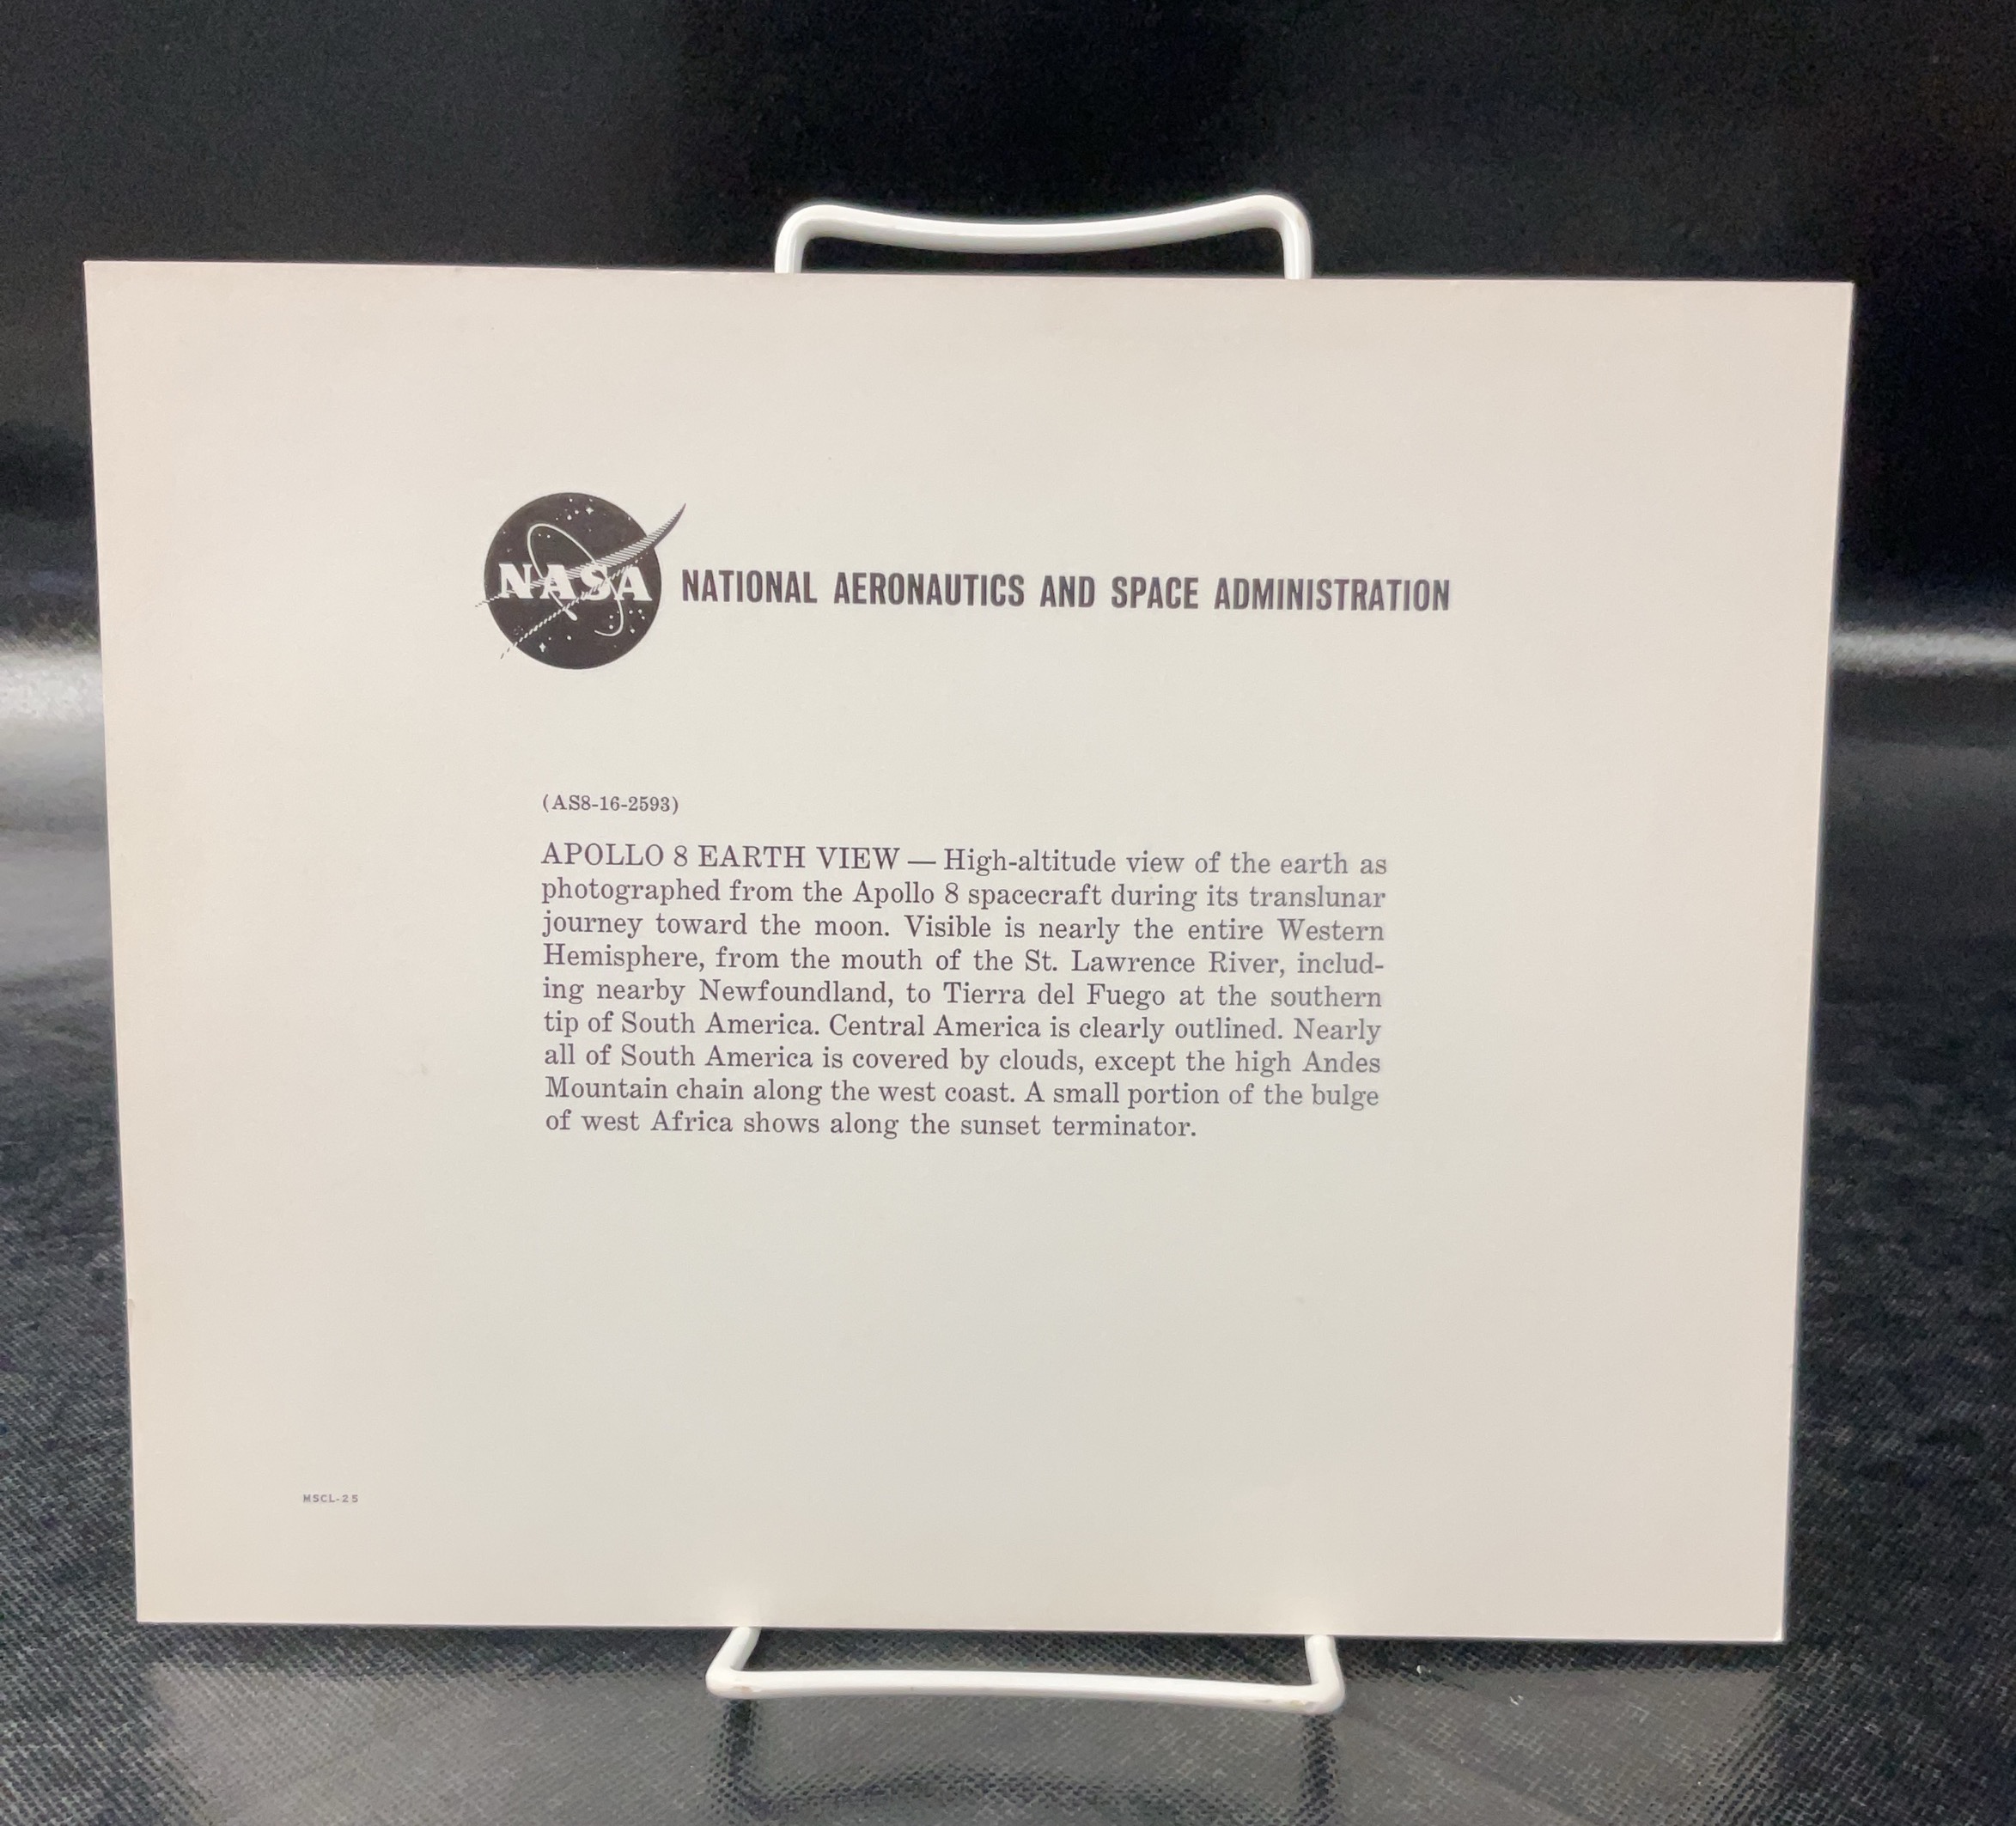 NASA NATIONAL AERONAUTICS AND SPACE ADMINISTRATION
(AS8-16-2593)
APOLLO 8 EARTH VIEW — High-altitude view of the earth as
photographed from the Apollo 8 spacecraft during its translunar
journey toward the moon. Visible is nearly the entire Western
Hemisphere, from the mouth of the St. Lawrence River, includ-
ing nearby Newfoundland, to Tierra del Fuego at the southern
tip of South America. Central America is clearly outlined. Nearly
all of South America is covered by clouds, except the high Andes
Mountain chain along the west coast. A small portion of the bulge
of west Africa shows along the sunset terminator.
MSCL-25